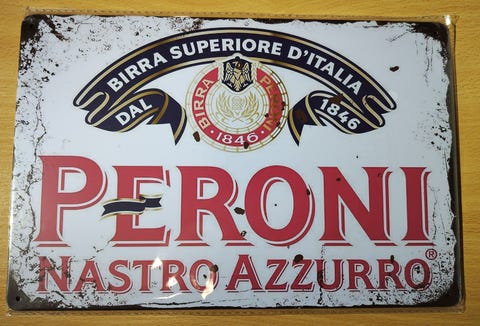 BIRRA SUPERIORE D'ITALIA
DAL 1846
BIRRA PERONI
·1846·
PERONI
NASTRO AZZURRO®